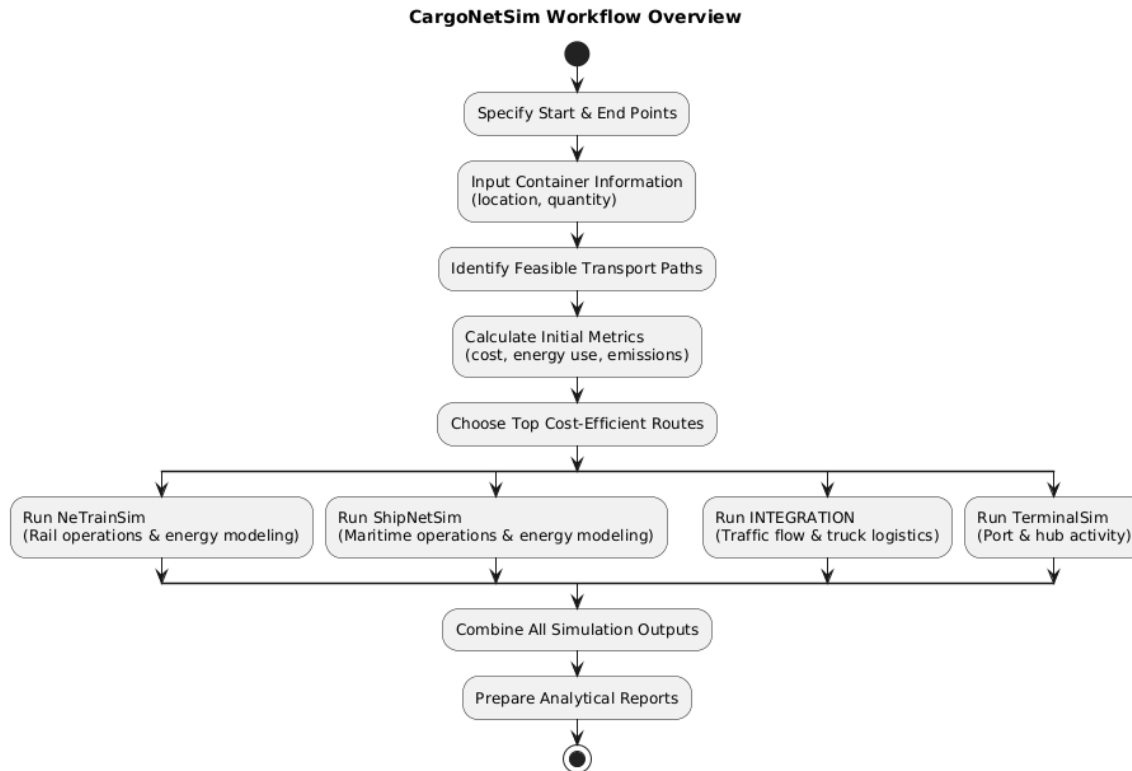 CargoNetSim Workflow Overview
Specify Start & End Points
Input Container Information
(location, quantity)
Identify Feasible Transport Paths
Calculate Initial Metrics
(cost, energy use, emissions)
Choose Top Cost-Efficient Routes
Run NeTrainSim
(Rail operations & energy modeling)
Run ShipNetSim
(Maritime operations & energy modeling)
Run INTEGRATION
(Traffic flow & truck logistics)
Run TerminalSim
(Port & hub activity)
Combine All Simulation Outputs
Prepare Analytical Reports